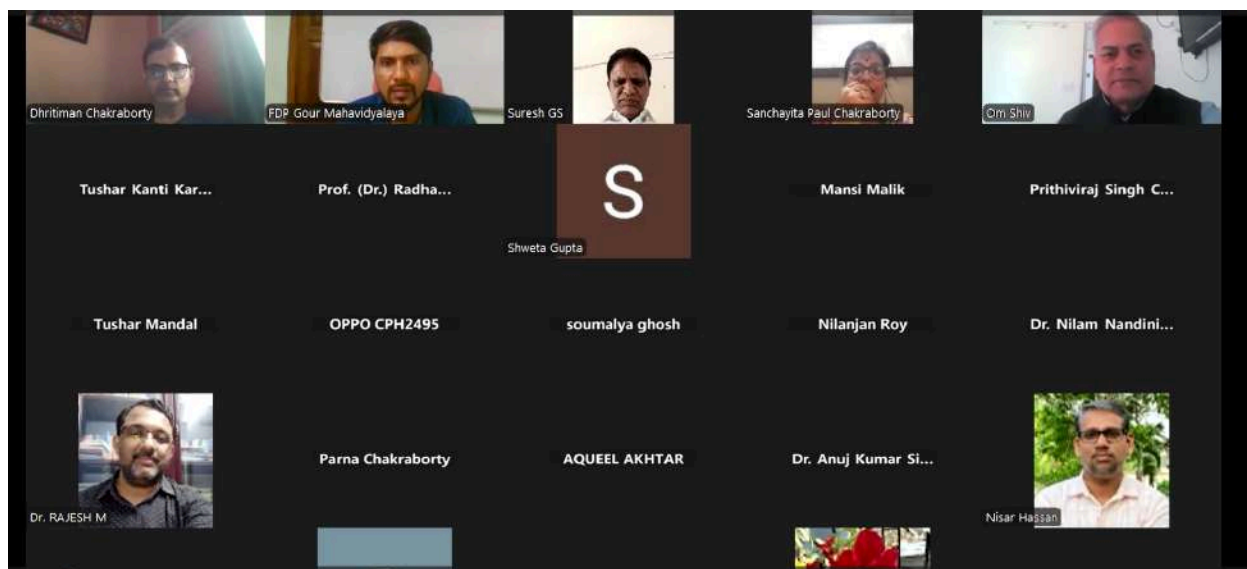 Dhritiman Chakraborty
FDP Gour Mahavidyalaya
Suresh GS
Sanchayita Paul Chakraborty
Om Shiv
Tushar Kanti Kar...
Prof. (Dr.) Radha...
S
Shweta Gupta
Mansi Malik
Prithiviraj Singh C...
Tushar Mandal
OPPO CPH2495
soumalya ghosh
Nilanjan Roy
Dr. Nilam Nandini...
Dr. RAJESH M
Parna Chakraborty
AQUEEL AKHTAR
Dr. Anuj Kumar Si...
Nisar Hassan